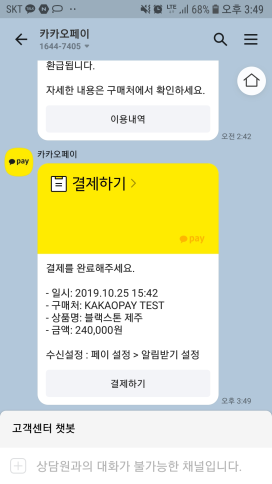 SKT
LTE
68% 오후 3:49
카카오페이
1644-7405
환급됩니다.
자세한 내용은 구매처에서 확인하세요.
이용내역
오전 2:42
pay
카카오페이
결제하기
pay
결제를 완료해주세요.
- 일시: 2019.10.25 15:42
- 구매처: KAKAOPAY TEST
- 상품명: 블랙스톤 제주
- 금액: 240,000원
수신설정 : 페이 설정 > 알림받기 설정
결제하기
오후 3:49
고객센터 챗봇
상담원과의 대화가 불가능한 채널입니다.